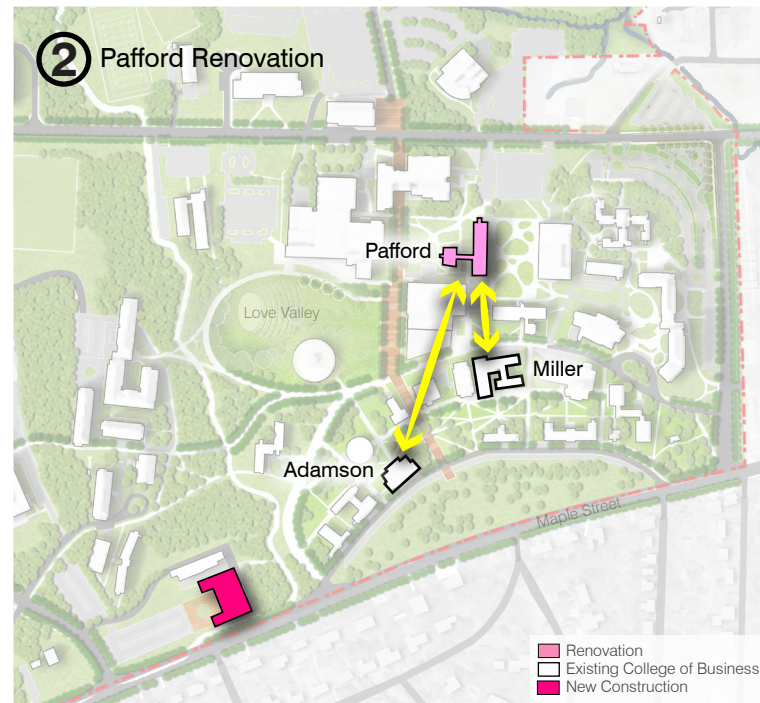 2 Pafford Renovation
Pafford
Love Valley
Miller
Adamson
Maple Street
Renovation
Existing College of Business
New Construction